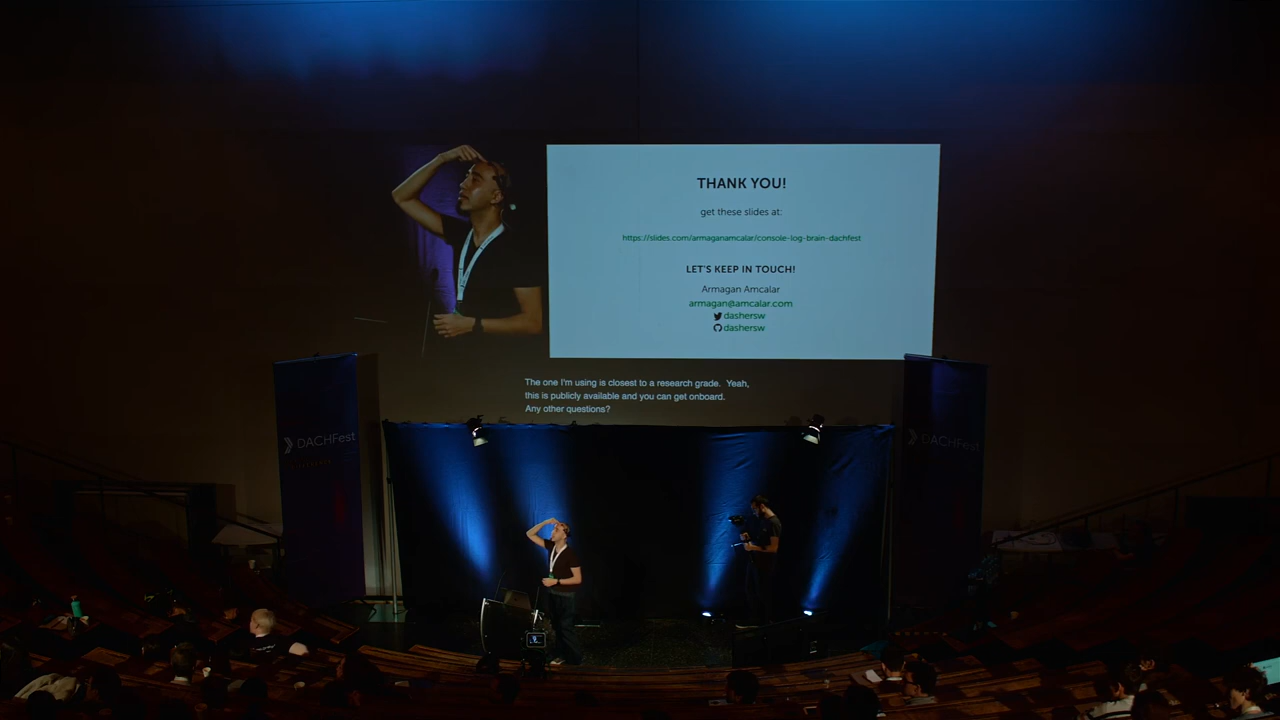 THANK YOU!
get these slides at:
https://slides.com/armaganamcalar/console-log-brain-dachfest
LET'S KEEP IN TOUCH!
Armagan Amcalar
armagan@amcalar.com
dashersw
dashersw
The one I'm using is closest to a research grade. Yeah,
this is publicly available and you can get onboard.
Any other questions?
DACHFest
DACHFest